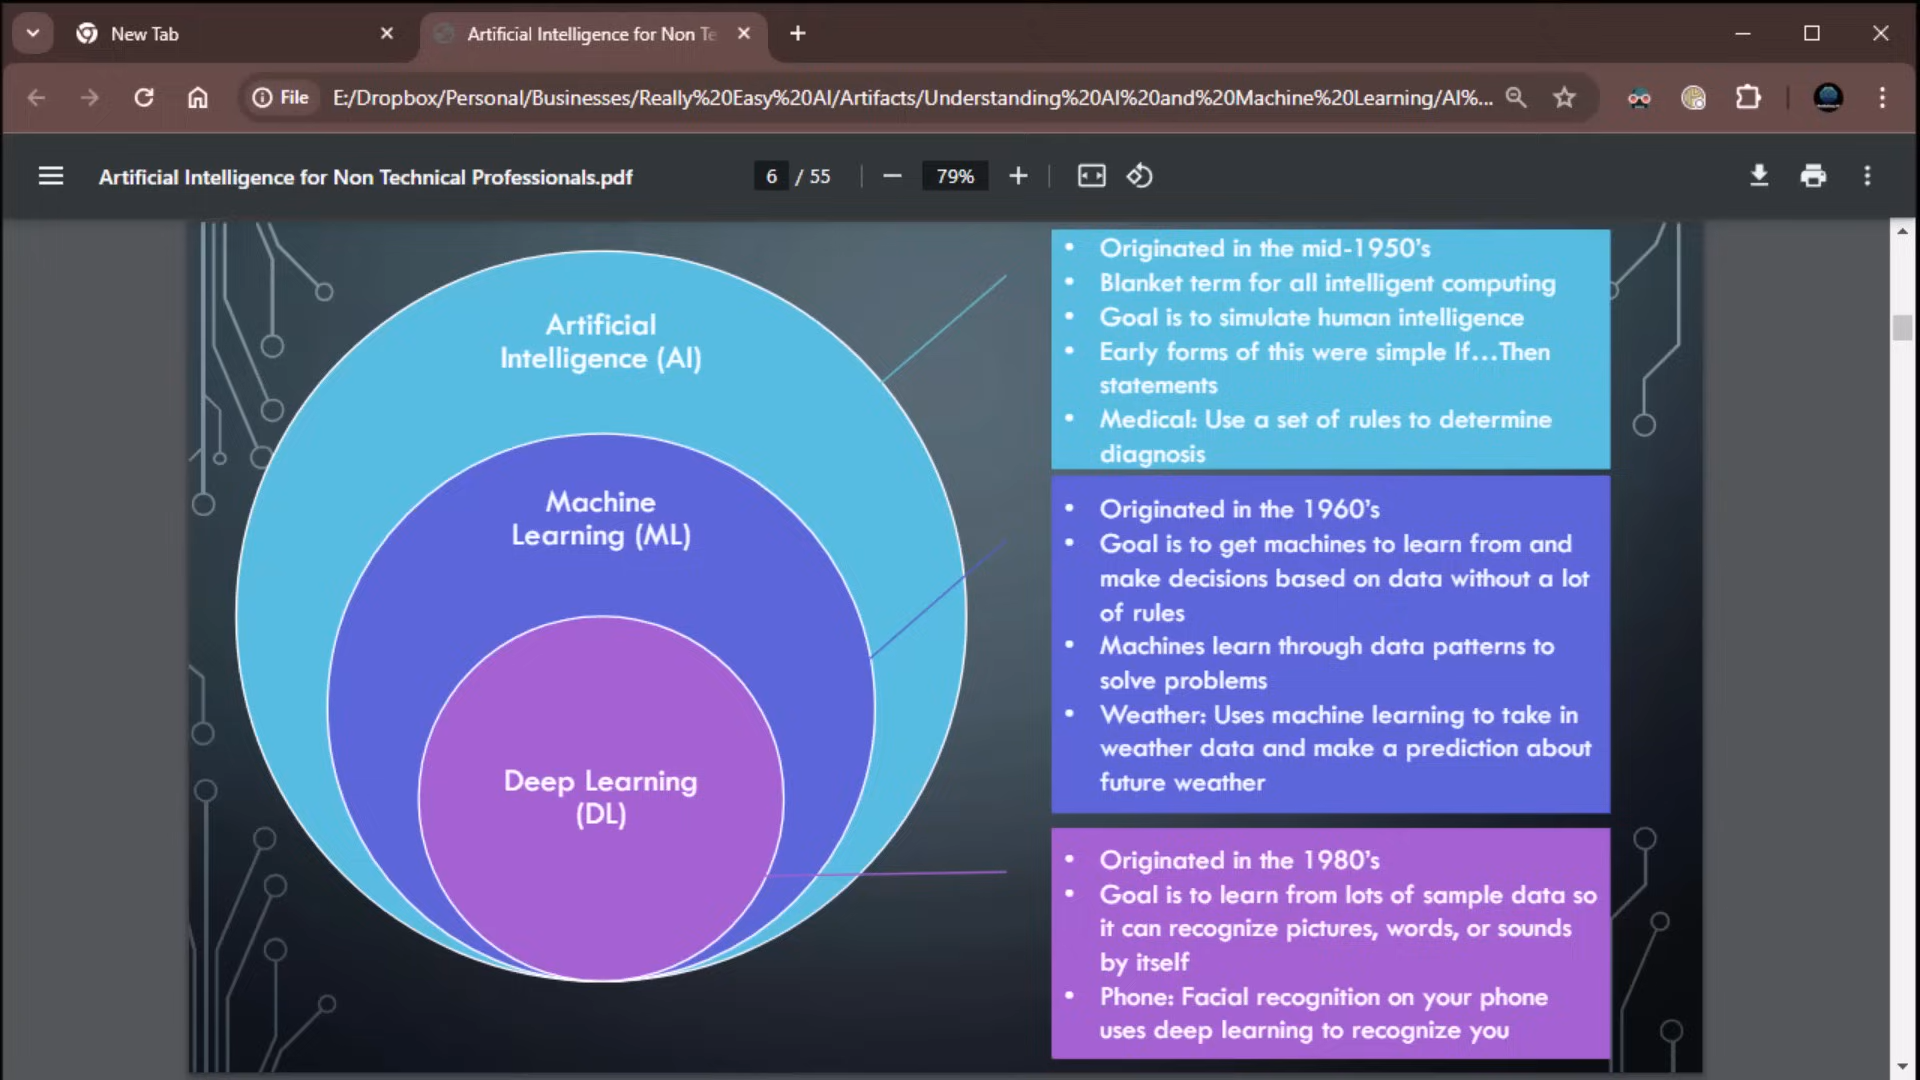 New Tab
Artificial Intelligence for Non Te
File
E:/Dropbox/Personal/Businesses/Really%20Easy%20AI/Artifacts/Understanding%20AI%20and%20Machine%20Learning/AI%...
Artificial Intelligence for Non Technical Professionals.pdf
6 / 55
79%
Artificial
Intelligence (AI)
Machine
Learning (ML)
Deep Learning
(DL)
• Originated in the mid-1950's
• Blanket term for all intelligent computing
• Goal is to simulate human intelligence
• Early forms of this were simple If...Then
statements
• Medical: Use a set of rules to determine
diagnosis
• Originated in the 1960's
• Goal is to get machines to learn from and
make decisions based on data without a lot
of rules
• Machines learn through data patterns to
solve problems
• Weather: Uses machine learning to take in
weather data and make a prediction about
future weather
• Originated in the 1980's
• Goal is to learn from lots of sample data so
it can recognize pictures, words, or sounds
by itself
• Phone: Facial recognition on your phone
uses deep learning to recognize you